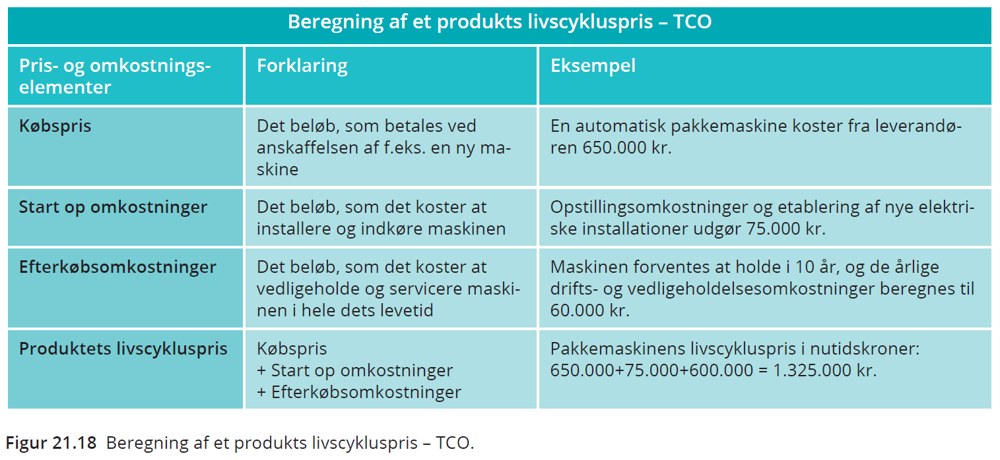 Beregning af et produkts livscykluspris – TCO
Pris- og omkostnings-
elementer
Forklaring
Eksempel
Købspris
Det beløb, som betales ved
anskaffelsen af f.eks. en ny ma-
skine
En automatisk pakkemaskine koster fra leverandø-
ren 650.000 kr.
Start op omkostninger
Det beløb, som det koster at
installere og indkøre maskinen
Opstillingsomkostninger og etablering af nye elektri-
ske installationer udgør 75.000 kr.
Efterkøbsomkostninger
Det beløb, som det koster at
vedligeholde og servicere maski-
nen i hele dets levetid
Maskinen forventes at holde i 10 år, og de årlige
drifts- og vedligeholdelsesomkostninger beregnes til
60.000 kr.
Produktets livscykluspris
Købspris
+ Start op omkostninger
+ Efterkøbsomkostninger
Pakkemaskinens livscykluspris i nutidskroner:
650.000+75.000+600.000 = 1.325.000 kr.
Figur 21.18 Beregning af et produkts livscykluspris – TCO.